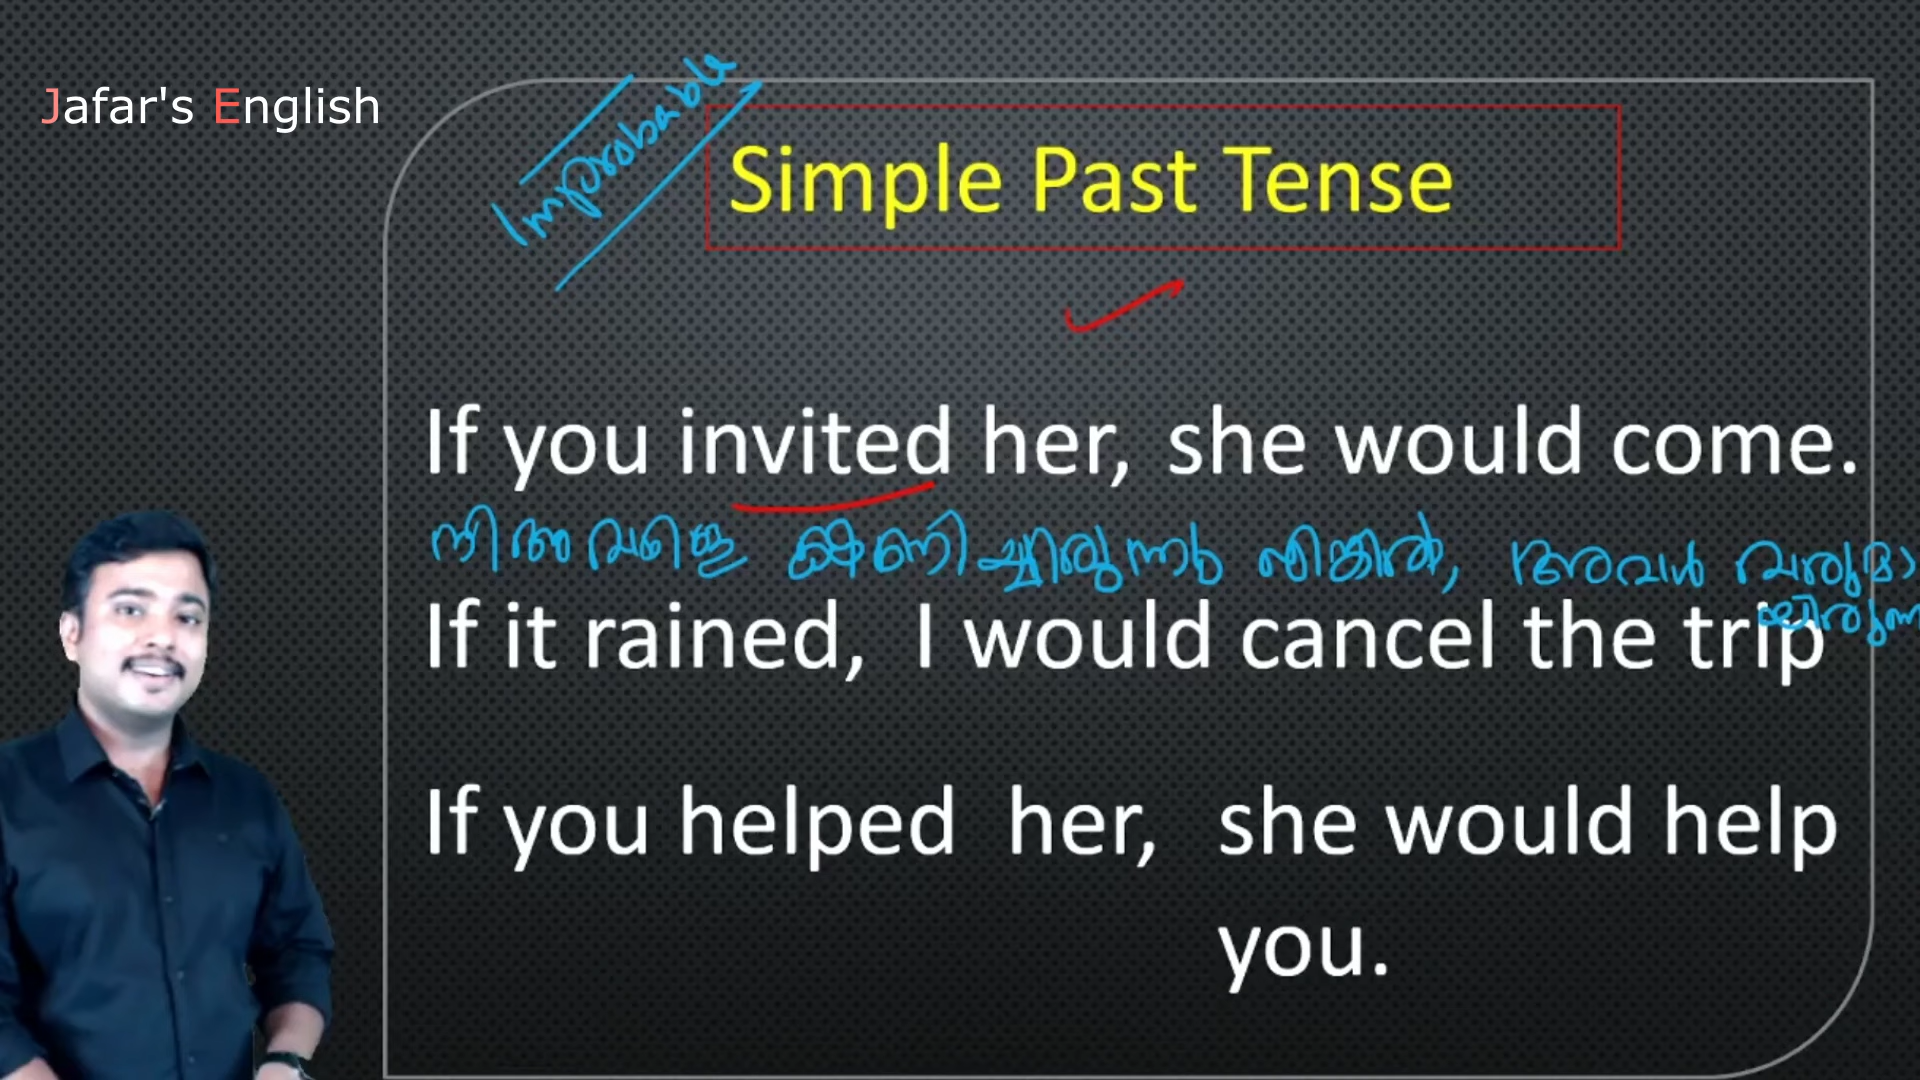 Jafar's English
Improbable
Simple Past Tense
If you invited her, she would come.
നീ അവളെ ക്ഷണിച്ചിരുന്നു എങ്കിൽ, അവൾ വരുമാ
യിരുന്ന
If it rained, I would cancel the trip
If you helped her, she would help
you.